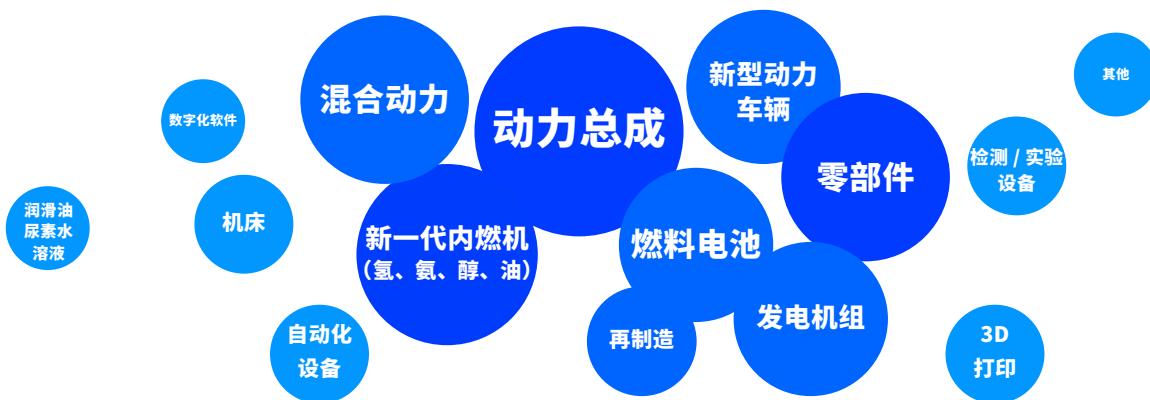 混合动力
动力总成
新型动力
车辆
其他
数字化软件
零部件
检测 / 实验
设备
润滑油
尿素水
溶液
机床
新一代内燃机
（氢、氨、醇、油）
燃料电池
发电机组
再制造
自动化
设备
3D
打印